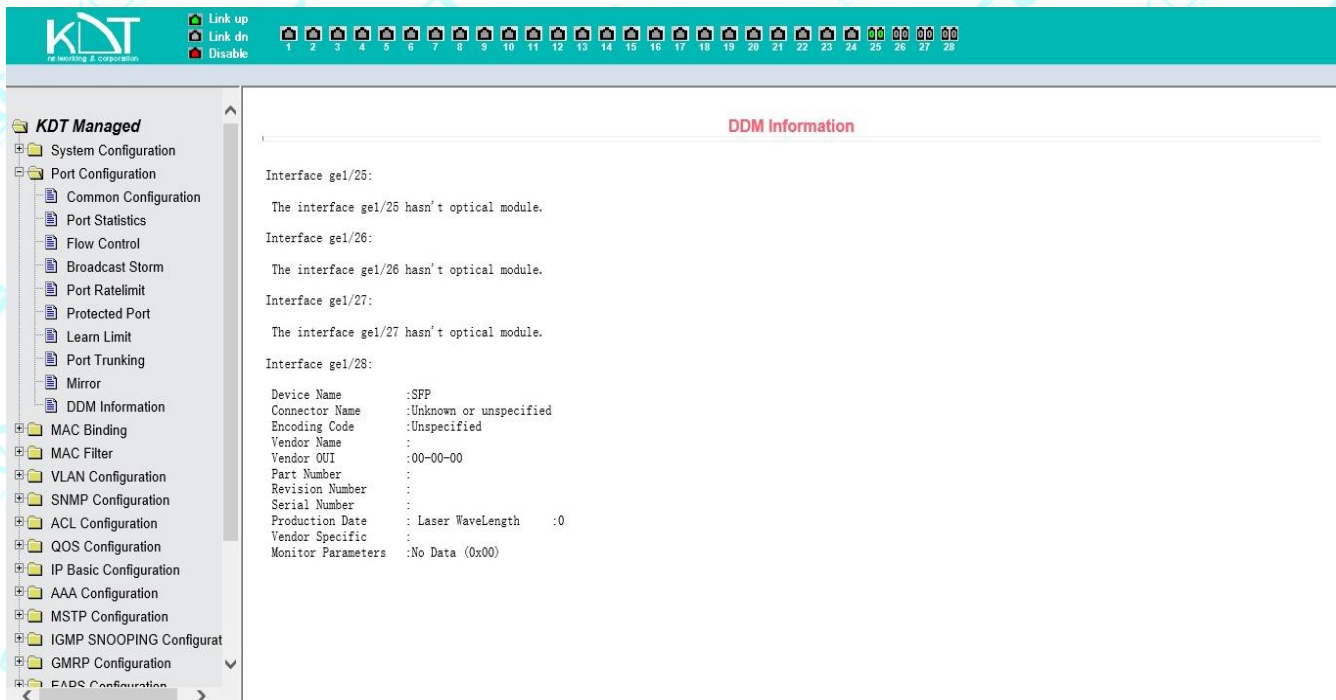 KDT
networking & corporation
Link up
Link dn
Disable
1 2 3 4 5 6 7 8 9 10 11 12 13 14 15 16 17 18 19 20 21 22 23 24 25 26 27 28
KDT Managed
System Configuration
Port Configuration
Common Configuration
Port Statistics
Flow Control
Broadcast Storm
Port Ratelimit
Protected Port
Learn Limit
Port Trunking
Mirror
DDM Information
MAC Binding
MAC Filter
VLAN Configuration
SNMP Configuration
ACL Configuration
QOS Configuration
IP Basic Configuration
AAA Configuration
MSTP Configuration
IGMP SNOOPING Configurat
GMRP Configuration
EAPS Configuration
DDM Information
Interface ge1/25:
The interface ge1/25 hasn't optical module.
Interface ge1/26:
The interface ge1/26 hasn't optical module.
Interface ge1/27:
The interface ge1/27 hasn't optical module.
Interface ge1/28:
Device Name :SFP
Connector Name :Unknown or unspecified
Encoding Code :Unspecified
Vendor Name :
Vendor OUI :00-00-00
Part Number :
Revision Number :
Serial Number :
Production Date : Laser WaveLength :0
Vendor Specific :
Monitor Parameters :No Data (0x00)